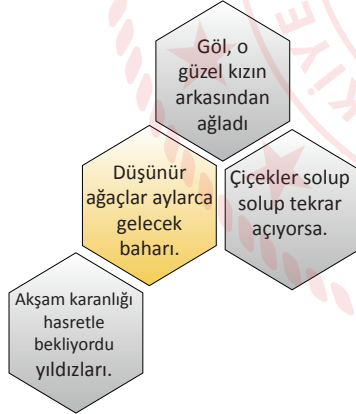 Göl, o
güzel kızın
arkasından
ağladı
Düşünür
ağaçlar aylarca
gelecek
baharı.
Çiçekler solup
solup tekrar
açıyorsa.
Akşam karanlığı
hasretle
bekliyordu
yıldızları.